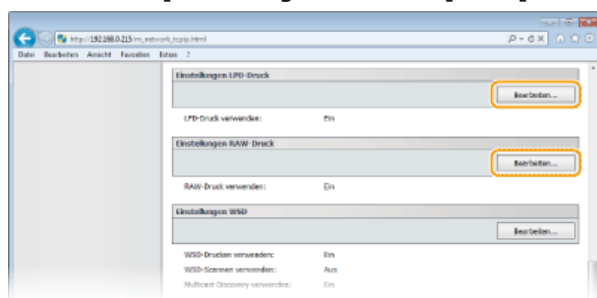 http://192.168.0.215/m_network_tcpip.html
Datei Bearbeiten Ansicht Favoriten Extras ?
Einstellungen LPD-Druck
Bearbeiten...
LPD-Druck verwenden: Ein
Einstellungen RAW-Druck
Bearbeiten...
RAW-Druck verwenden: Ein
Einstellungen WSD
Bearbeiten...
WSD-Drucken verwenden: Ein
WSD-Scannen verwenden: Aus
Multicast Discovery verwenden: Ein